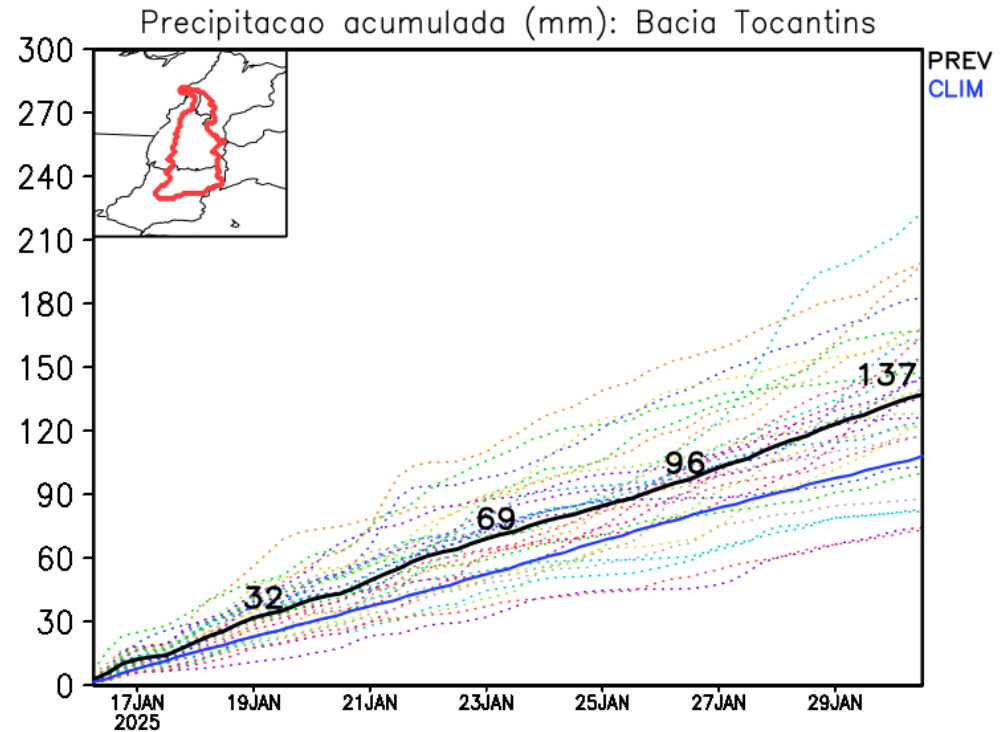 Precipitacao acumulada (mm): Bacia Tocantins
PREV
CLIM
300
270
240
210
180
150
120
90
60
30
0
32
69
96
137
17JAN
2025
19JAN
21JAN
23JAN
25JAN
27JAN
29JAN